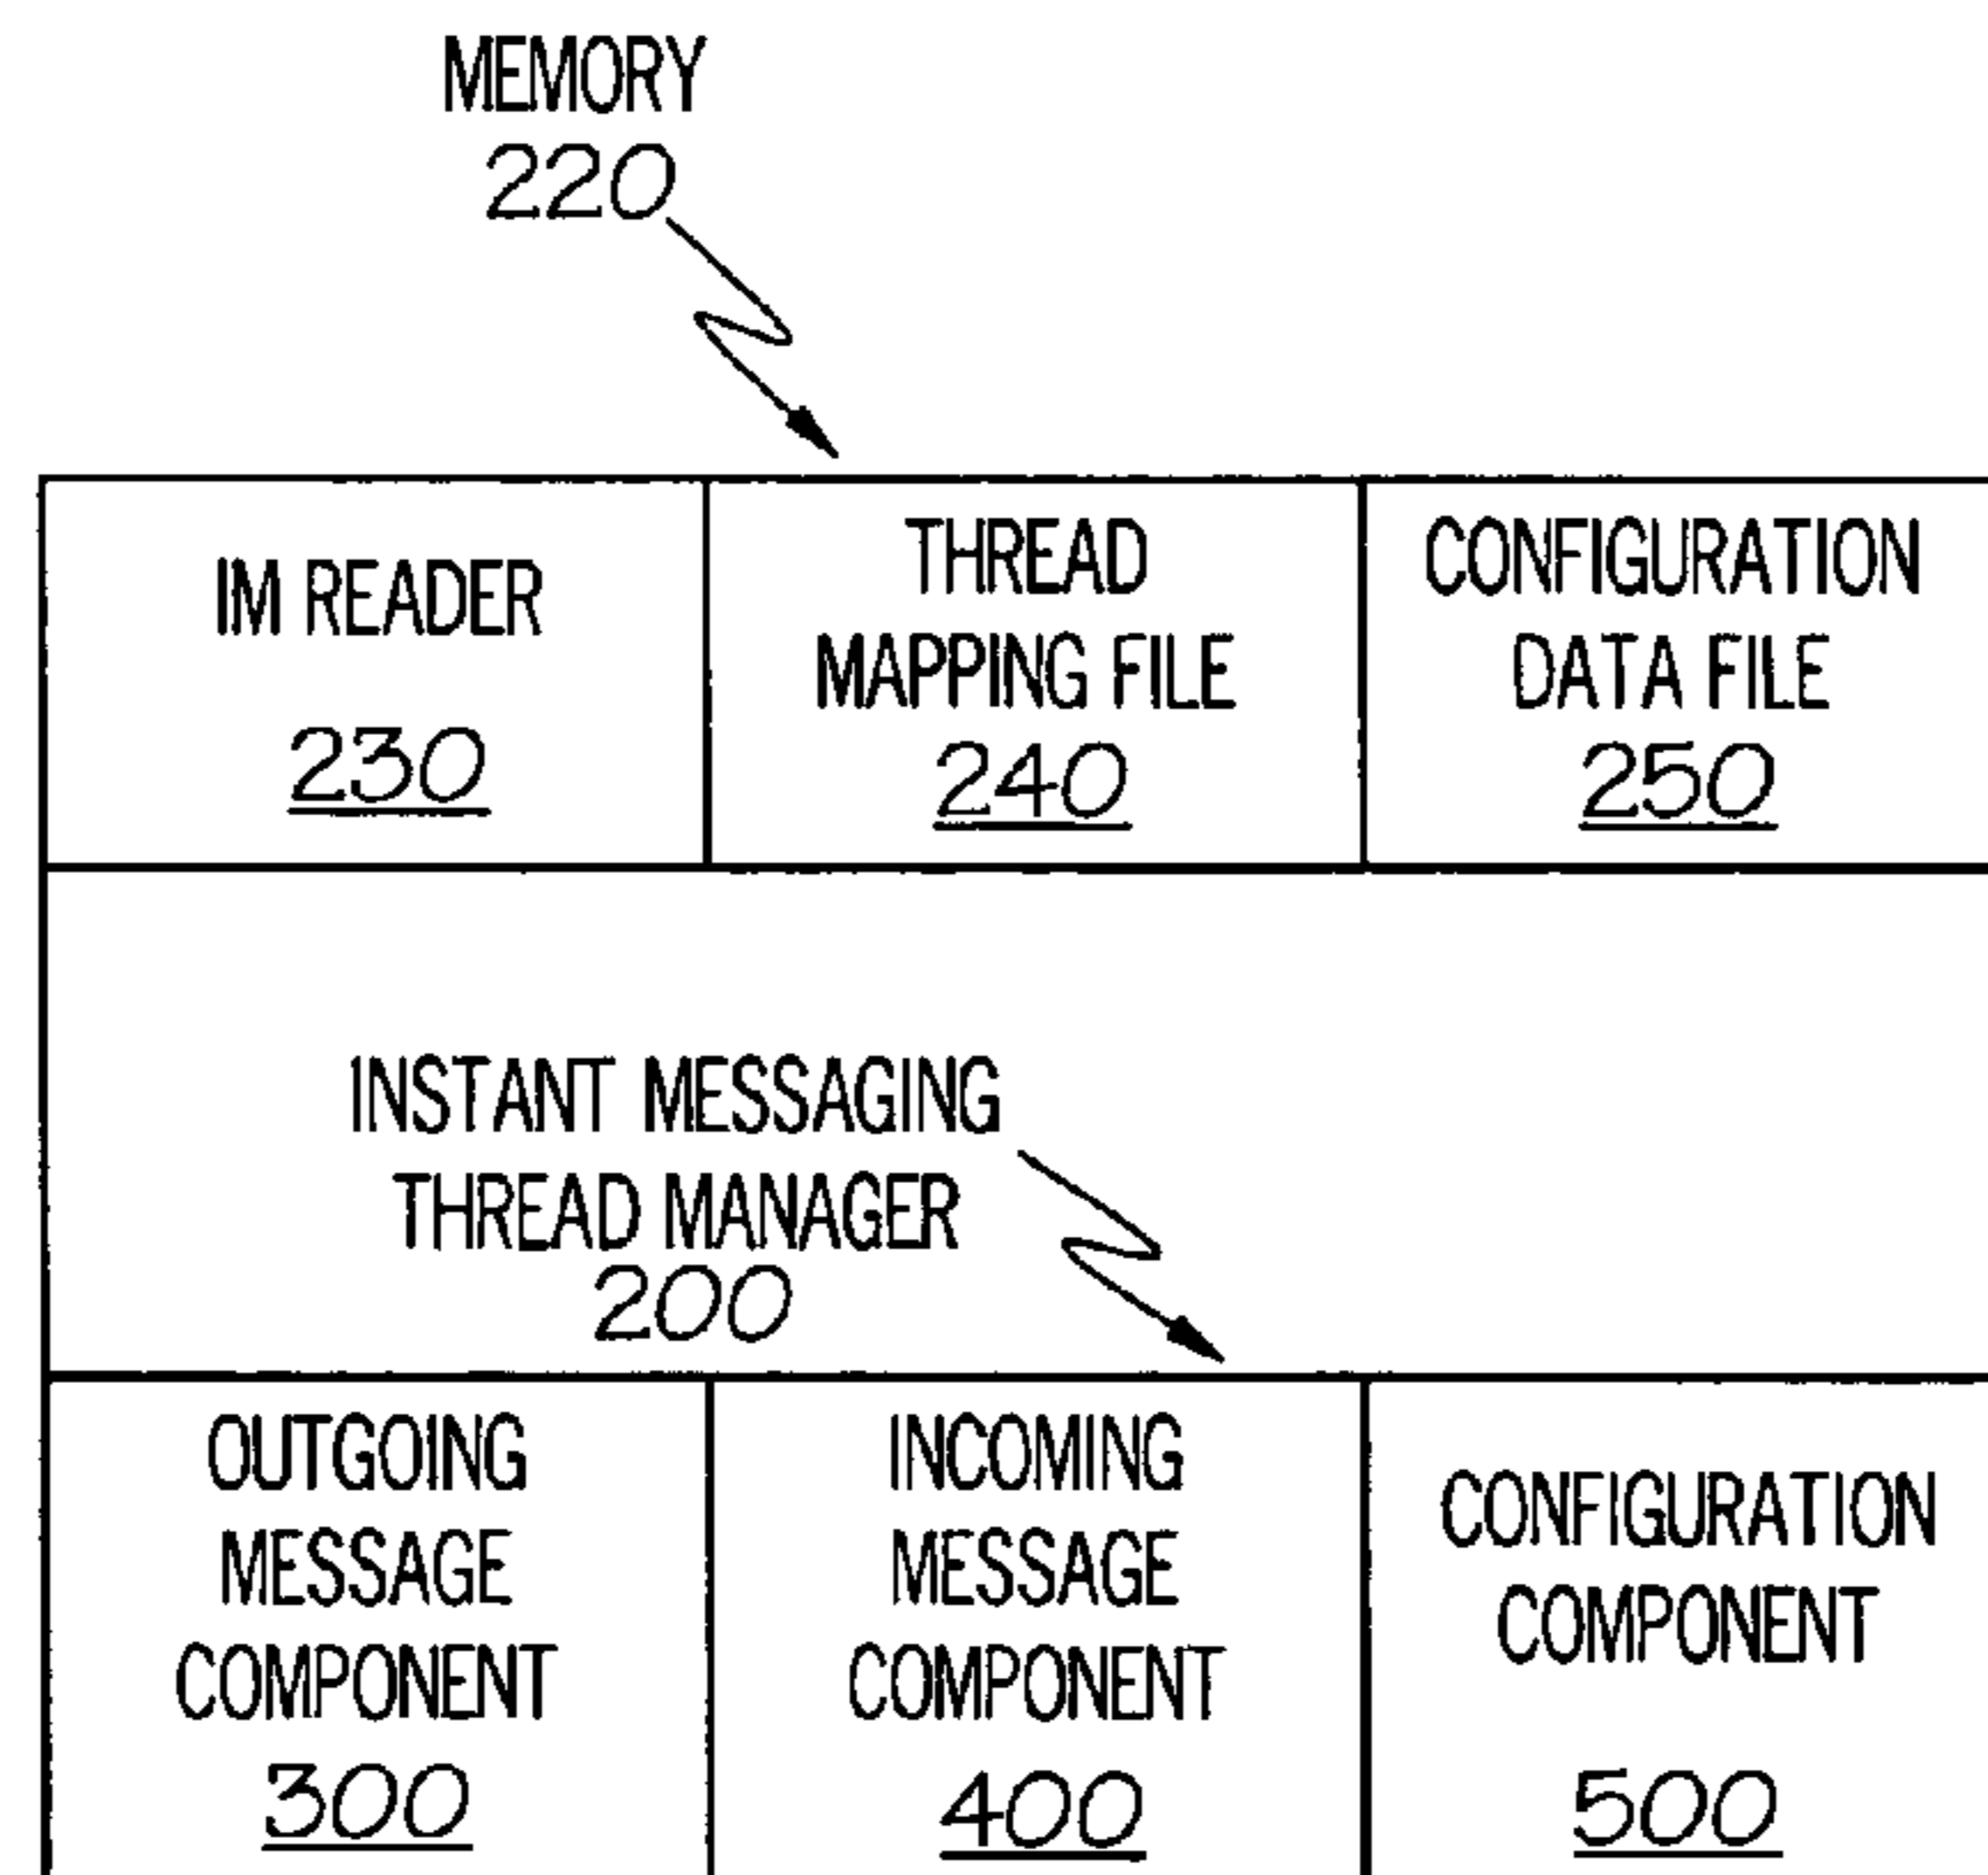 MEMORY
220
IM READER
230
THREAD
MAPPING FILE
240
CONFIGURATION
DATA FILE
250
INSTANT MESSAGING
THREAD MANAGER
200
OUTGOING
MESSAGE
COMPONENT
300
INCOMING
MESSAGE
COMPONENT
400
CONFIGURATION
COMPONENT
500